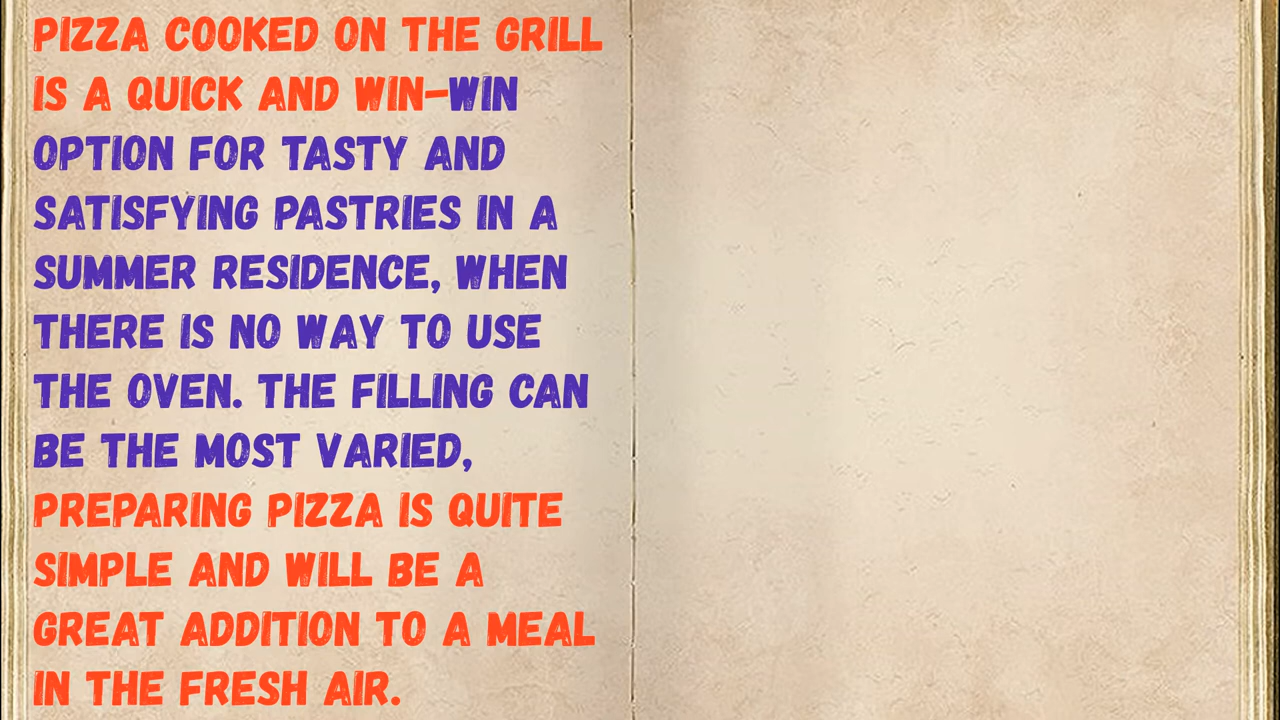 PIZZA COOKED ON THE GRILL
IS A QUICK AND WIN–WIN
OPTION FOR TASTY AND
SATISFYING PASTRIES IN A
SUMMER RESIDENCE, WHEN
THERE IS NO WAY TO USE
THE OVEN. THE FILLING CAN
BE THE MOST VARIED,
PREPARING PIZZA IS QUITE
SIMPLE AND WILL BE A
GREAT ADDITION TO A MEAL
IN THE FRESH AIR.